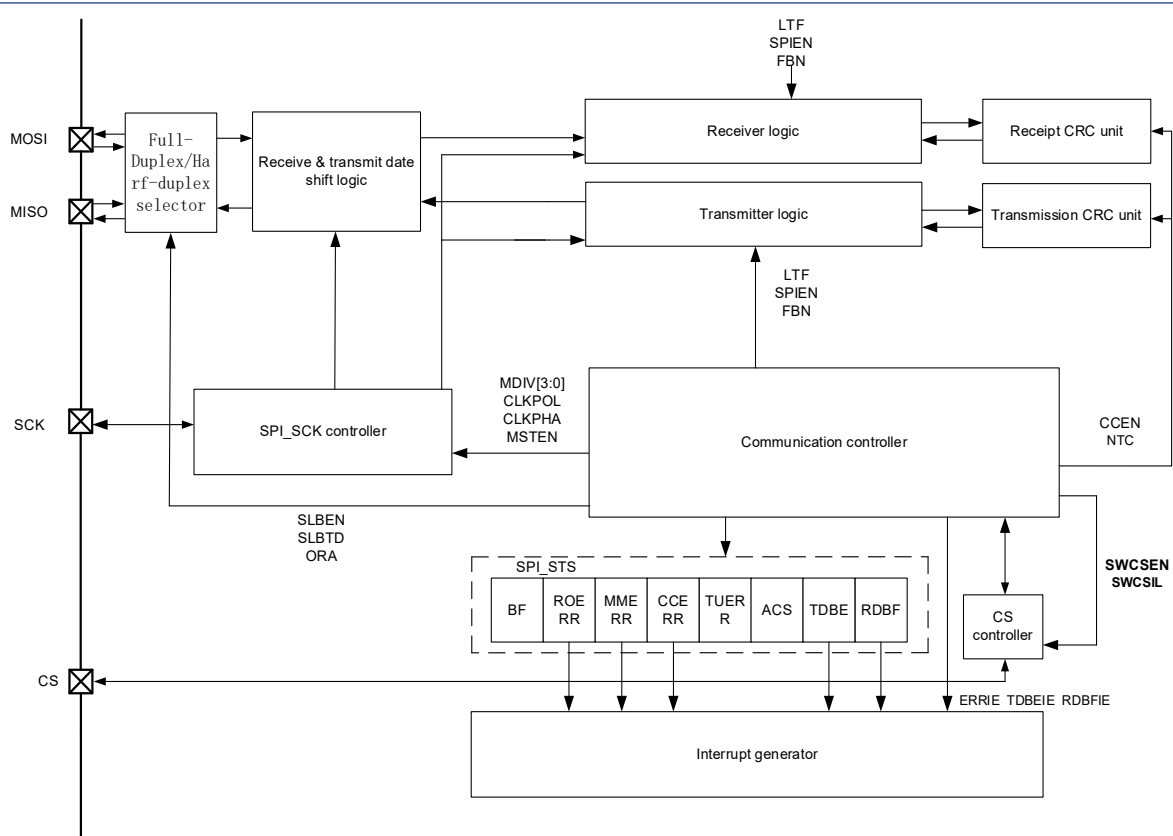 LTF
SPIEN
FBN
MOSI
Full-
Duplex/Ha
rf-duplex
selector
Receive & transmit date
shift logic
Receiver logic
Receipt CRC unit
MISO
Transmitter logic
Transmission CRC unit
LTF
SPIEN
FBN
MDIV[3:0]
CLKPOL
CLKPHA
MSTEN
SCK
SPI_SCK controller
Communication controller
CCEN
NTC
SLBEN
SLBTD
ORA
SPI_STS
BF
ROE
RR
MME
RR
CCE
RR
TUER
R
ACS
TDBE
RDBF
SWCSEN
SWCSIL
CS
controller
CS
ERRIE TDBEIE RDBFIE
Interrupt generator